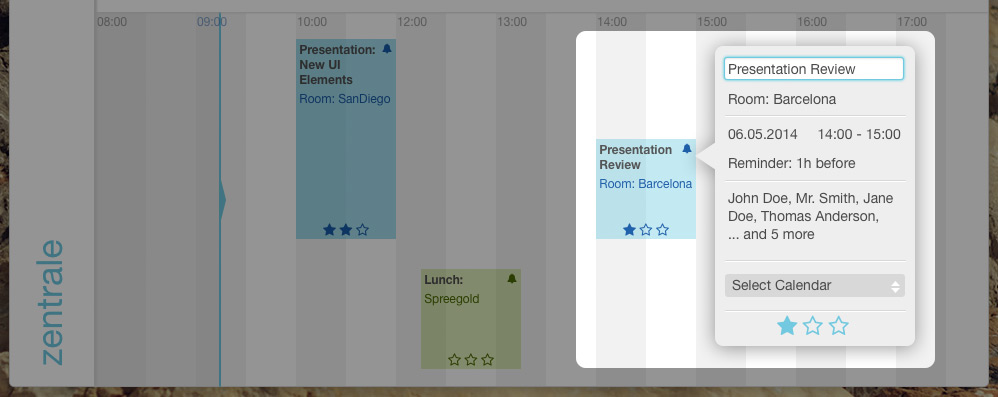 08:00
09:00
10:00
12:00
13:00
14:00
15:00
16:00
17:00
Presentation:
New UI
Elements
Room: SanDiego
Lunch:
Spreegold
Presentation
Review
Room: Barcelona
Presentation Review
Room: Barcelona
06.05.2014 14:00 - 15:00
Reminder: 1h before
John Doe, Mr. Smith, Jane
Doe, Thomas Anderson,
... and 5 more
Select Calendar
zentrale